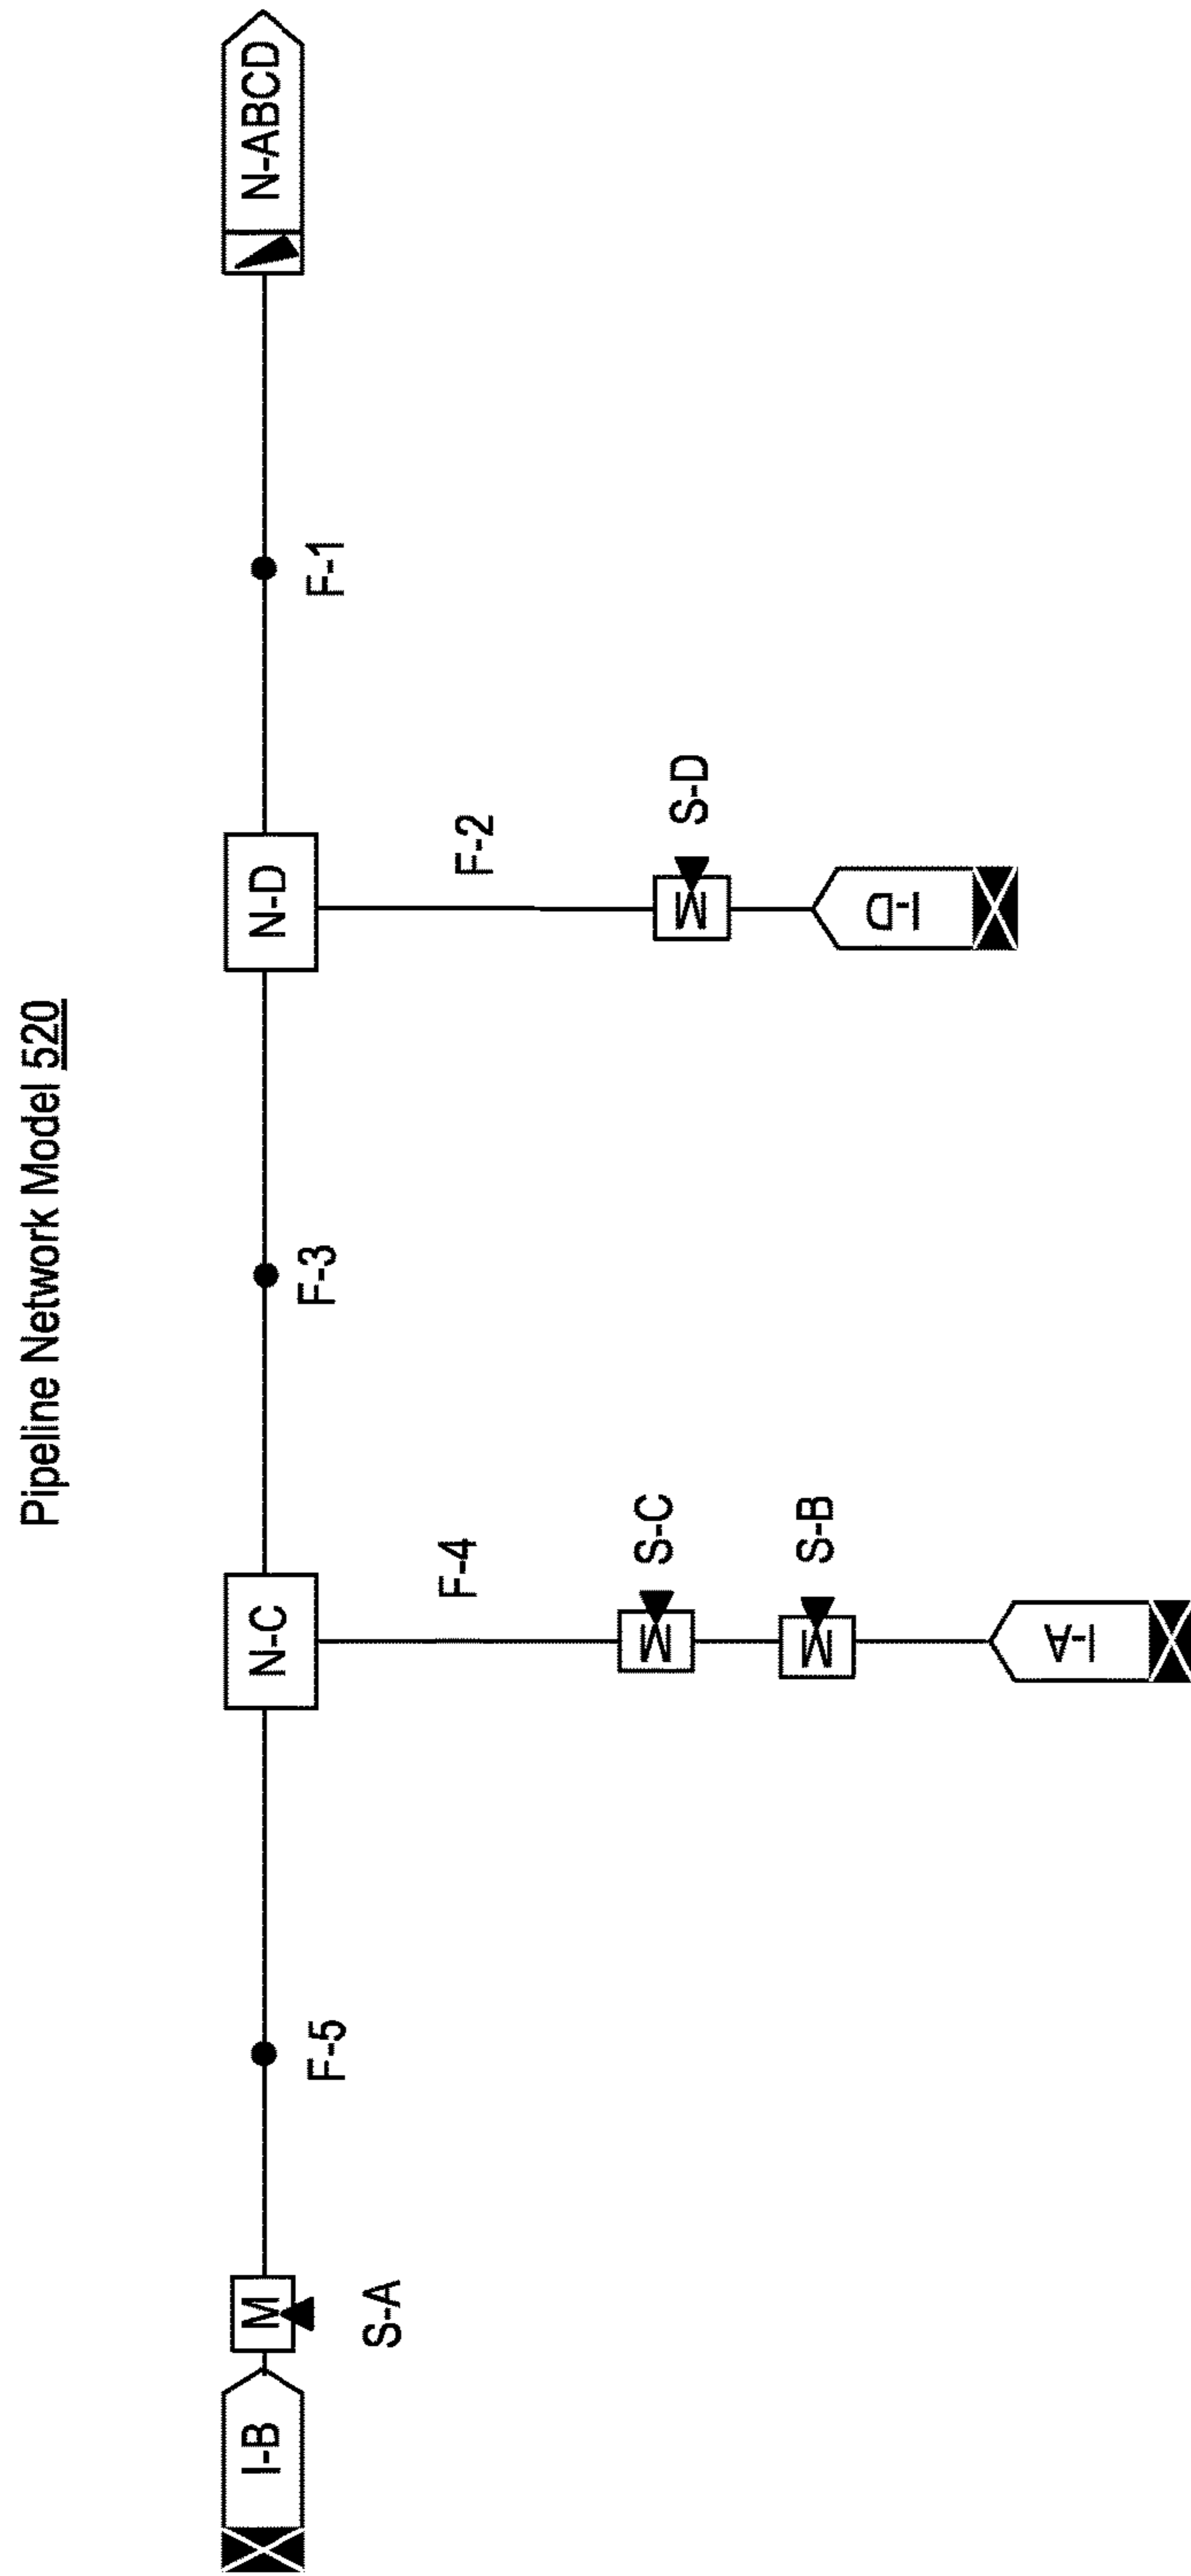 Pipeline Network Model 520
I-B
M
S-A
F-5
N-C
F-3
N-D
F-1
N-ABCD
F-4
M
S-C
M
S-B
I-A
F-2
M
S-D
I-D